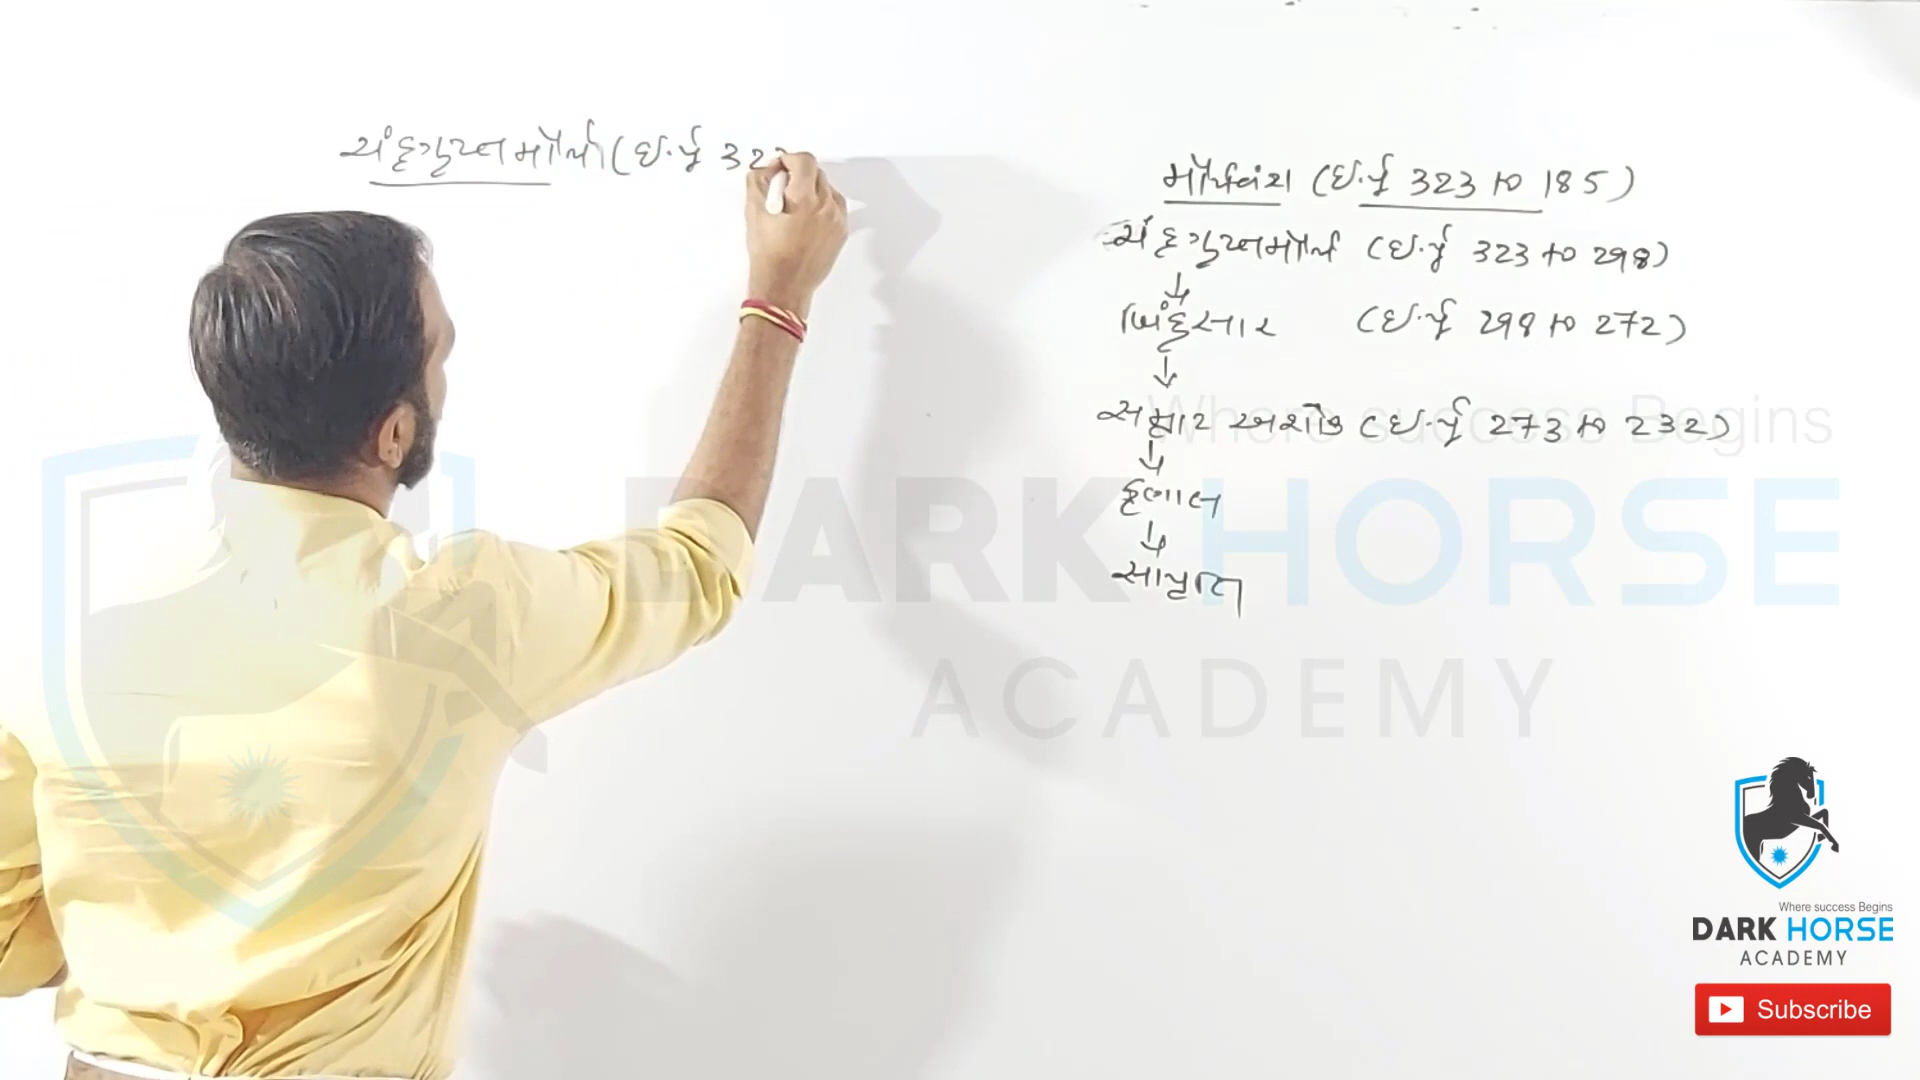 ચંદ્રગુપ્ત મૌર્ય (ઇ.પૂ 32
મૌર્યવંશ (ઇ.પૂ 323 to 185)
ચંદ્રગુપ્તમૌર્ય (ઇ.પૂ 323 to 298)
↓
બિંદુસાર (ઇ.પૂ 298 to 272)
↓
સમ્રાટ અશોક (ઇ.પૂ 273 to 232)
↓
કૃણાલ
↓
Where success Begins
DARK HORSE
ACADEMY
Where success Begins
DARK HORSE
ACADEMY
Subscribe